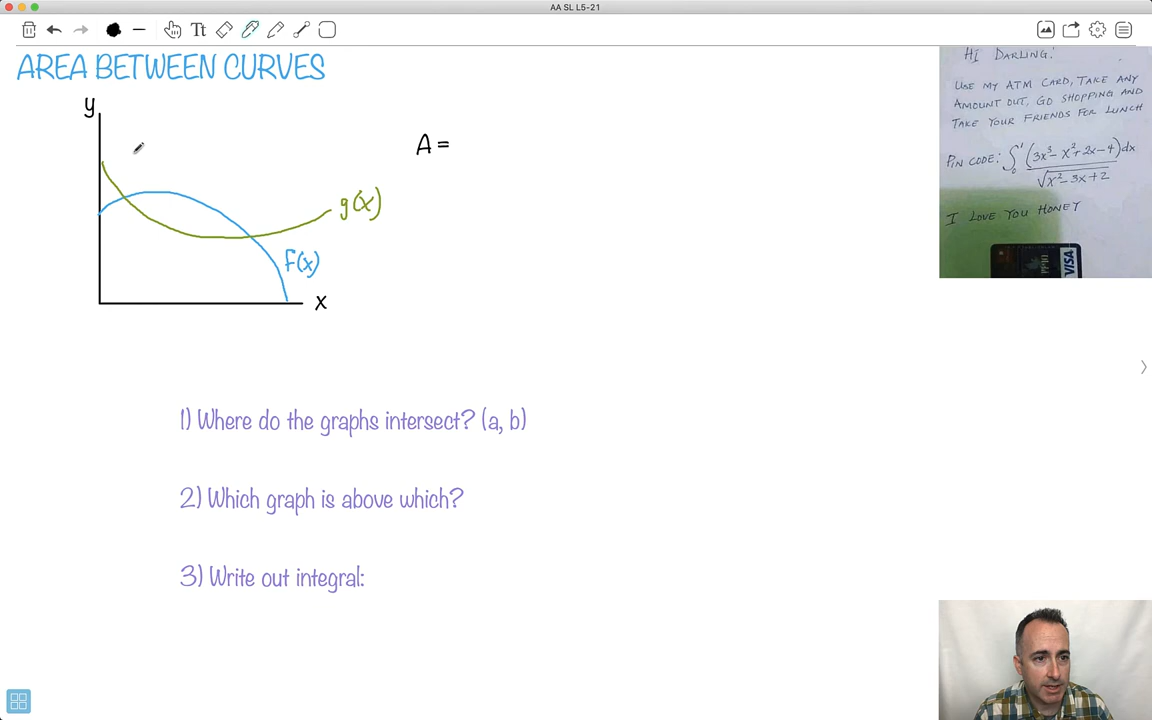 AA SL L5-21
Tt
AREA BETWEEN CURVES
y
A =
g(x)
f(x)
x
1) Where do the graphs intersect? (a, b)
2) Which graph is above which?
3) Write out integral:
HI DARLING!
USE MY ATM CARD, TAKE ANY
AMOUNT OUT, GO SHOPPING AND
TAKE YOUR FRIENDS FOR LUNCH
PIN CODE: ∫₀¹ (3x³ - x² + 2x - 4)dx / √(x² - 3x + 2)
I LOVE YOU HONEY
VISA